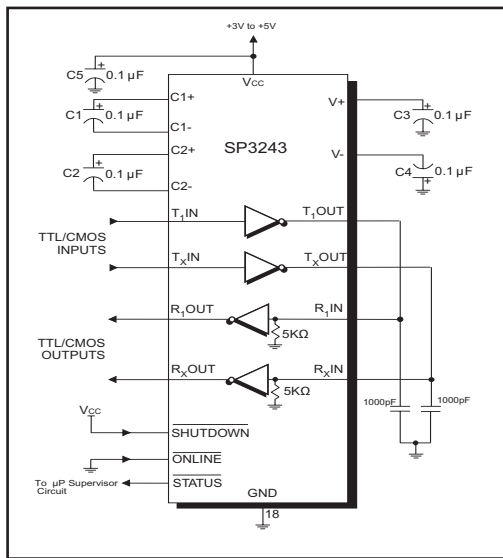 +3V to +5V
VCC
C5 + 0.1 µF
C1 + 0.1 µF
C1+
C1-
C2 + 0.1 µF
C2+
C2-
SP3243
V+
C3 + 0.1 µF
V-
C4 + 0.1 µF
TTL/CMOS
INPUTS
T1IN
T1OUT
TXIN
TXOUT
TTL/CMOS
OUTPUTS
R1OUT
R1IN
5KΩ
RXOUT
RXIN
5KΩ
1000pF
1000pF
VCC
SHUTDOWN
ONLINE
To µP Supervisor
Circuit
STATUS
GND
18